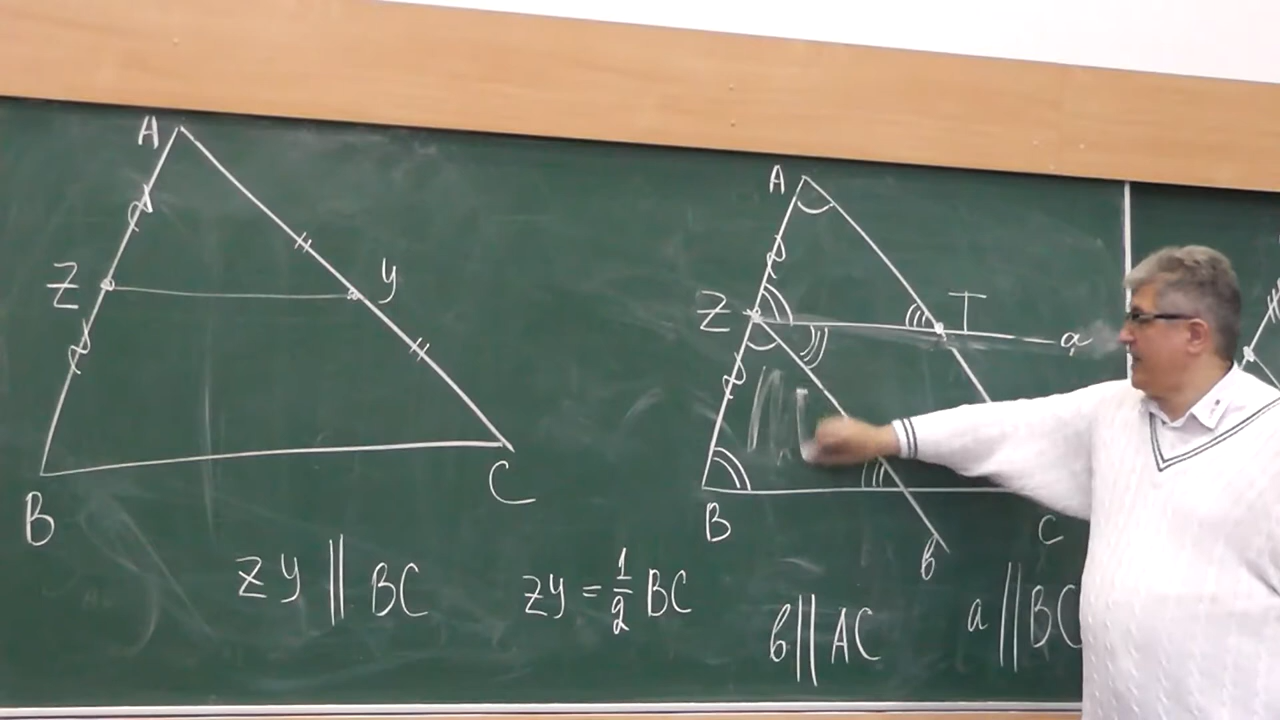 A
Z
y
B
C
ZY || BC
ZY = 1/2 BC
A
Z
T
a
B
C
b
b || AC
a || BC